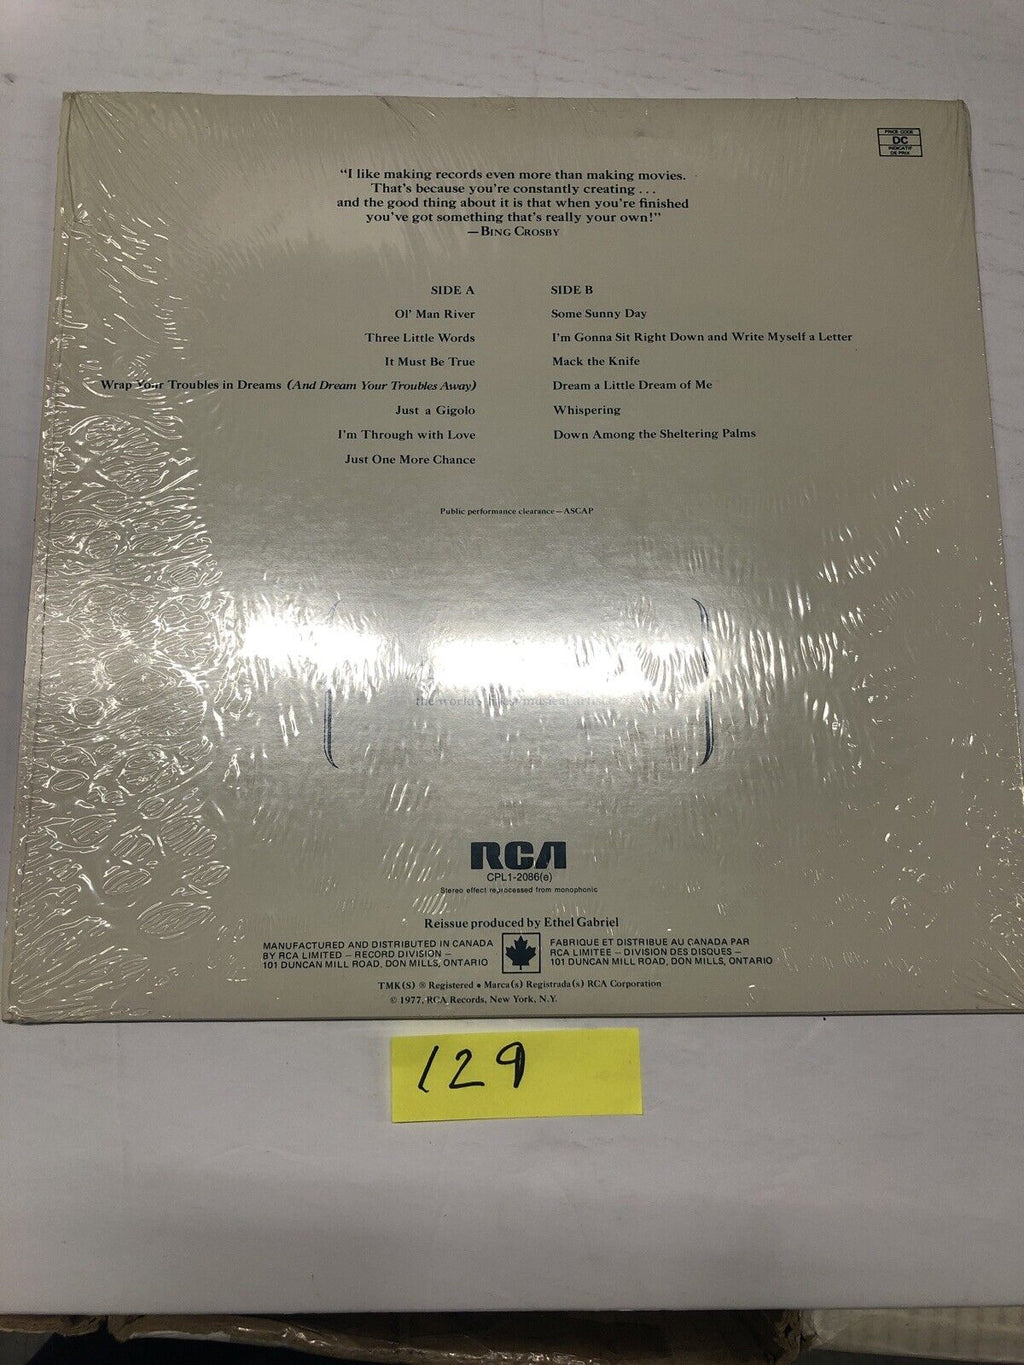 PRICE CODE
DC
INDICATIF
DE PRIX
“I like making records even more than making movies.
That's because you're constantly creating . . .
and the good thing about it is that when you're finished
you've got something that's really your own!”
—BING CROSBY
SIDE A
Ol' Man River
Three Little Words
It Must Be True
Wrap Your Troubles in Dreams (And Dream Your Troubles Away)
Just a Gigolo
I'm Through with Love
Just One More Chance
SIDE B
Some Sunny Day
I'm Gonna Sit Right Down and Write Myself a Letter
Mack the Knife
Dream a Little Dream of Me
Whispering
Down Among the Sheltering Palms
Public performance clearance—ASCAP
the world's musical
RCA
CPL1-2086(e)
Stereo effect reprocessed from monophonic
Reissue produced by Ethel Gabriel
MANUFACTURED AND DISTRIBUTED IN CANADA
BY RCA LIMITED – RECORD DIVISION –
101 DUNCAN MILL ROAD, DON MILLS, ONTARIO
FABRIQUE ET DISTRIBUE AU CANADA PAR
RCA LIMITEE – DIVISION DES DISQUES –
101 DUNCAN MILL ROAD, DON MILLS, ONTARIO
TMK(S) ® Registered • Marca(s) Registrada(s) RCA Corporation
© 1977, RCA Records, New York, N.Y.
129